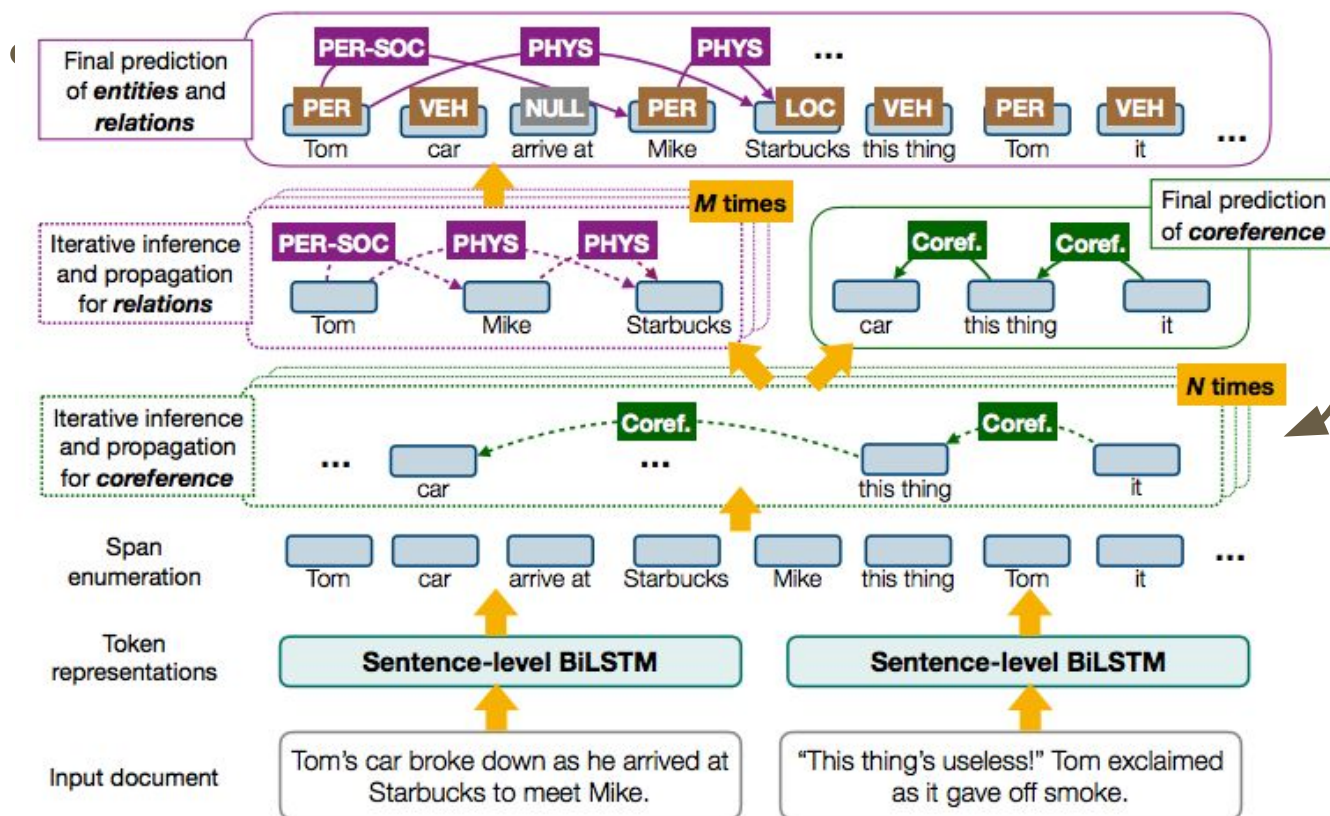 Final prediction
of entities and
relations
PER-SOC PHYS PHYS ...
PER VEH NULL PER LOC VEH PER VEH
Tom car arrive at Mike Starbucks this thing Tom it ...
M times
Iterative inference
and propagation
for relations
PER-SOC PHYS PHYS
Tom Mike Starbucks
Final prediction
of coreference
Coref. Coref.
car this thing it
N times
Iterative inference
and propagation
for coreference
Coref. Coref.
... car ... this thing it
Span
enumeration
Tom car arrive at Starbucks Mike this thing Tom it ...
Token
representations
Sentence-level BiLSTM Sentence-level BiLSTM
Input document
Tom's car broke down as he arrived at
Starbucks to meet Mike.
“This thing's useless!” Tom exclaimed
as it gave off smoke.